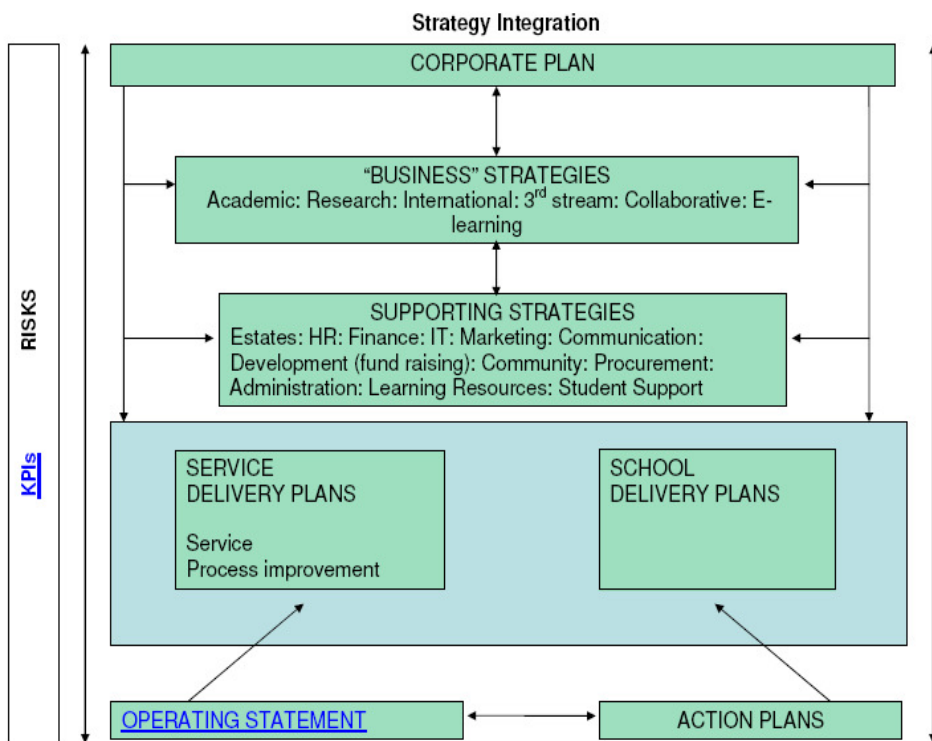 Strategy Integration
CORPORATE PLAN
“BUSINESS” STRATEGIES
Academic: Research: International: 3rd stream: Collaborative: E-
learning
SUPPORTING STRATEGIES
Estates: HR: Finance: IT: Marketing: Communication:
Development (fund raising): Community: Procurement:
Administration: Learning Resources: Student Support
RISKS
KPIs
SERVICE
DELIVERY PLANS
Service
Process improvement
SCHOOL
DELIVERY PLANS
OPERATING STATEMENT
ACTION PLANS